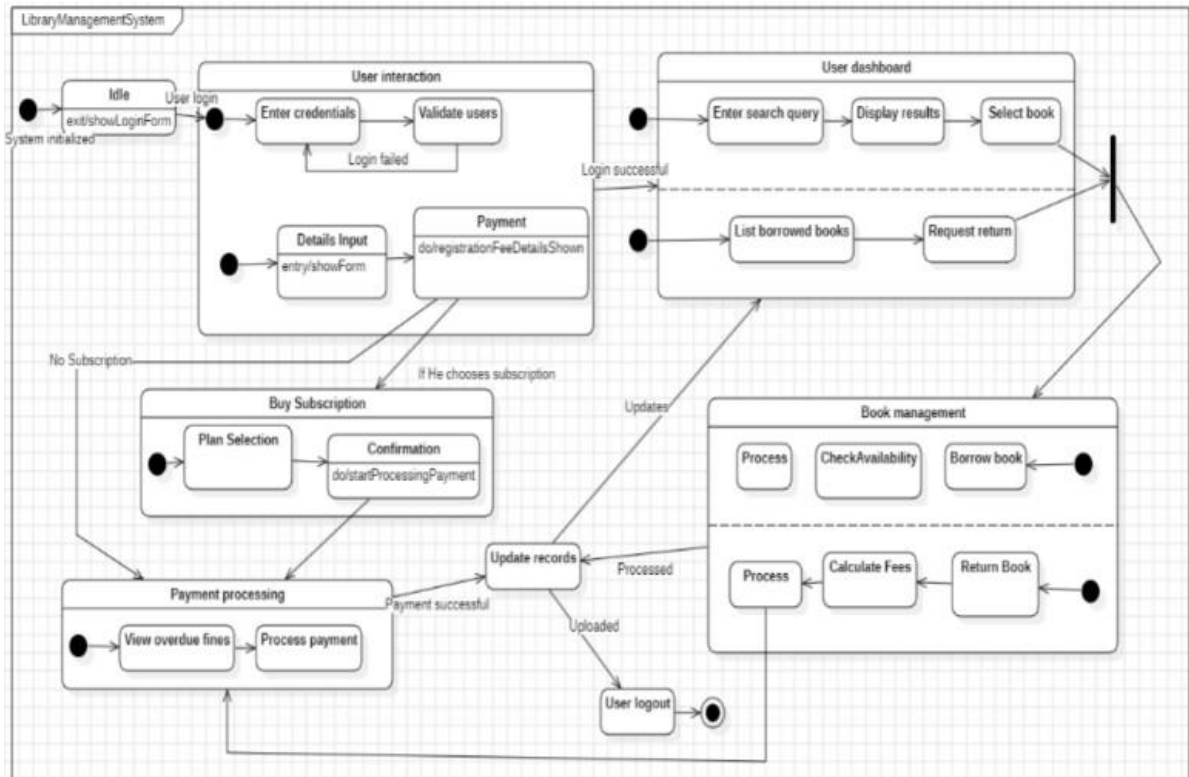 LibraryManagementSystem
Idle
exit/showLoginForm
System initialized
User login
User interaction
Enter credentials
Validate users
Login failed
Details Input
entry/showForm
Payment
do/registrationFeeDetailsShown
Login successful
User dashboard
Enter search query
Display results
Select book
List borrowed books
Request return
No Subscription
If He chooses subscription
Buy Subscription
Plan Selection
Confirmation
do/startProcessingPayment
Updates
Book management
Process
CheckAvailability
Borrow book
Process
Calculate Fees
Return Book
Update records
Processed
Payment processing
Payment successful
View overdue fines
Process payment
Uploaded
User logout